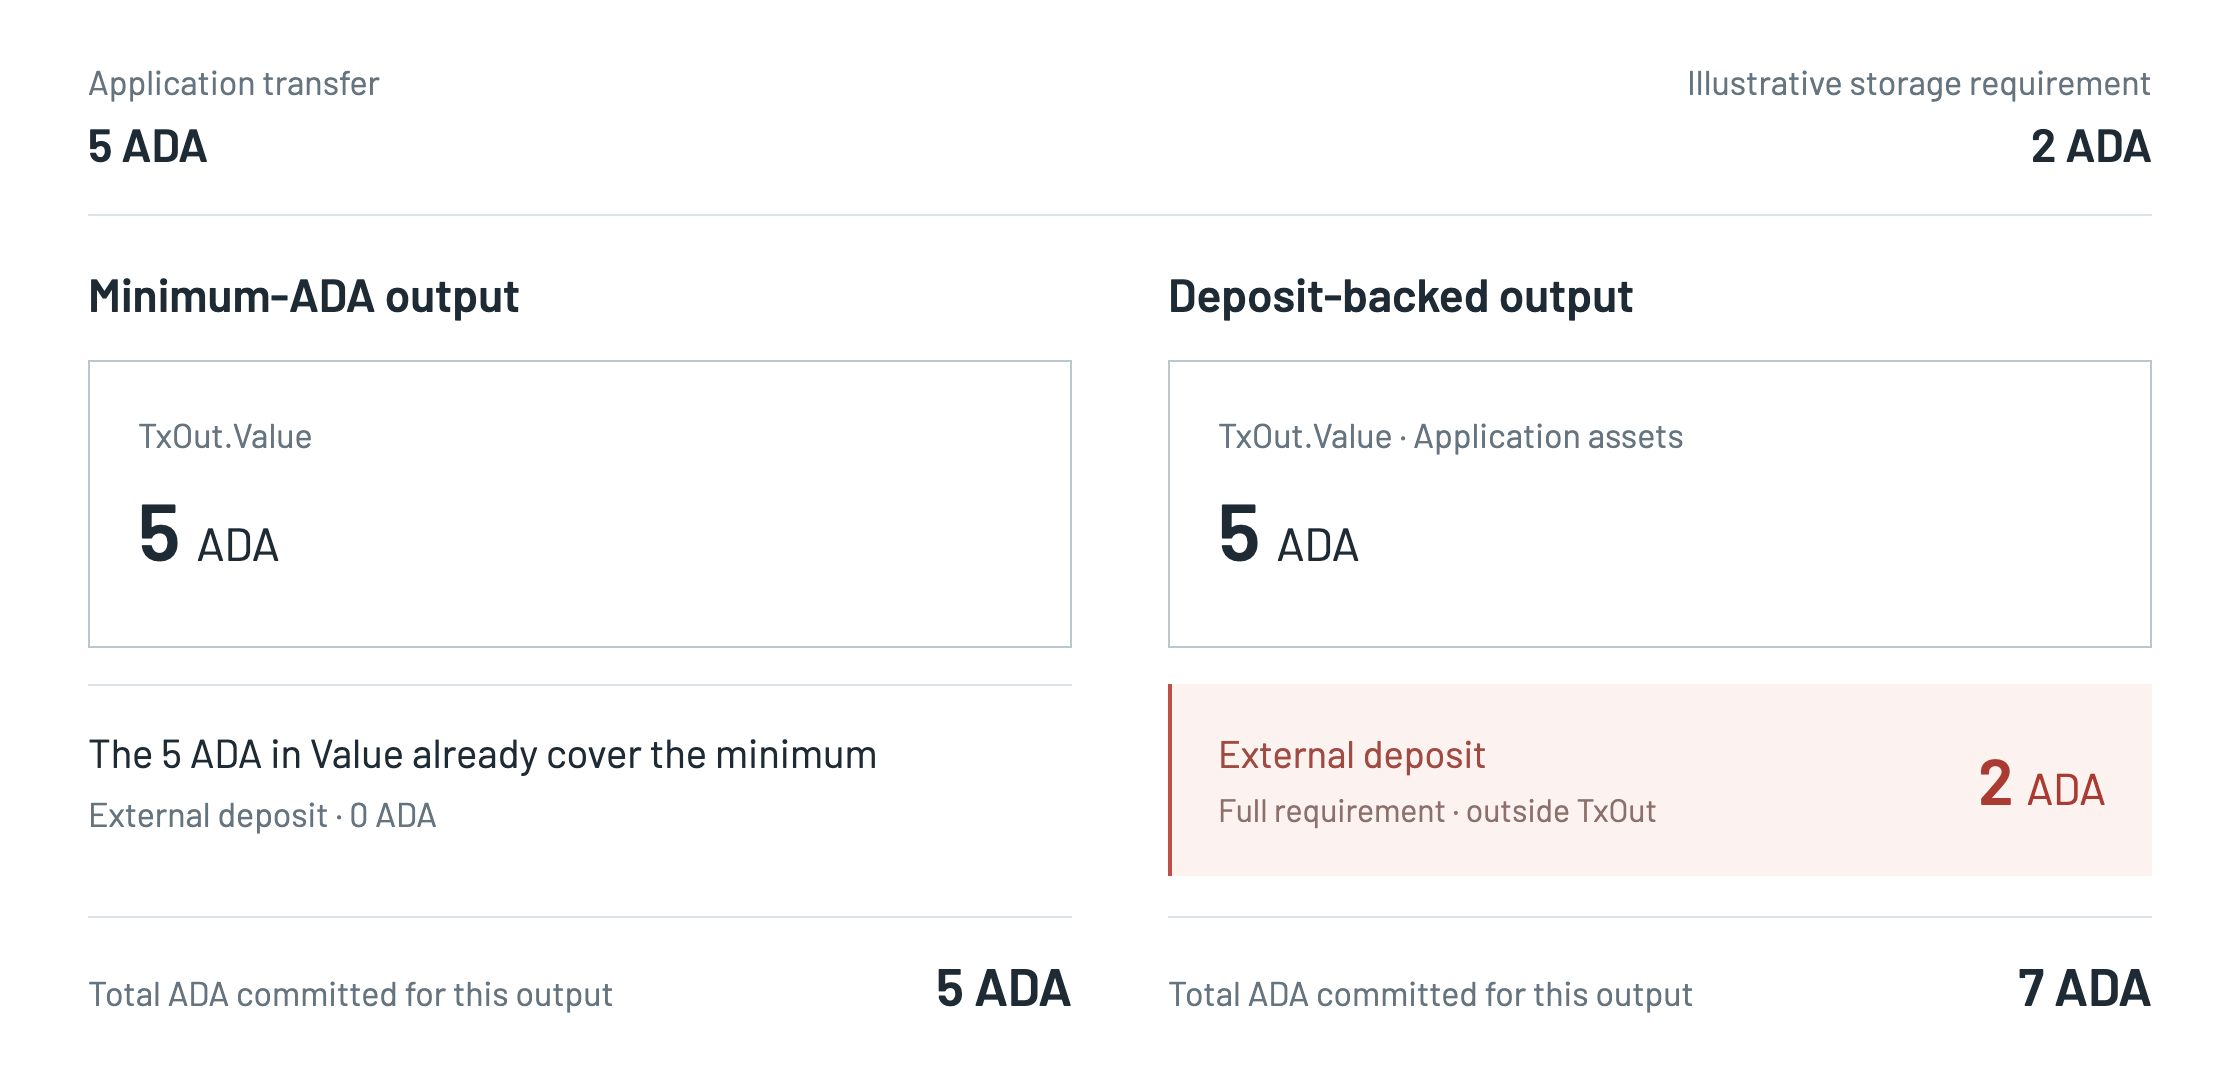 Application transfer
5 ADA
Illustrative storage requirement
2 ADA
Minimum-ADA output
TxOut.Value
5 ADA
The 5 ADA in Value already cover the minimum
External deposit · 0 ADA
Total ADA committed for this output
5 ADA
Deposit-backed output
TxOut.Value · Application assets
5 ADA
External deposit
Full requirement · outside TxOut
2 ADA
Total ADA committed for this output
7 ADA